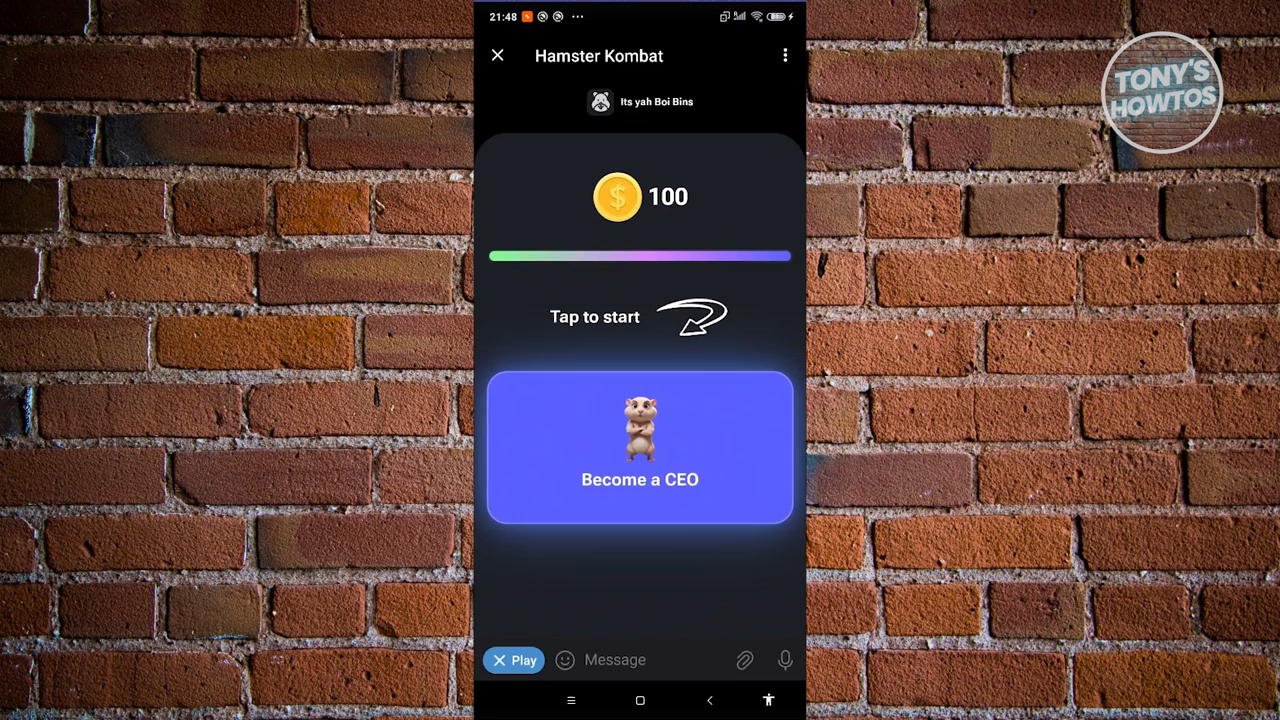 21:48
Hamster Kombat
Its yah Boi Bins
$ 100
Tap to start
Become a CEO
Play
Message
TONY'S
HOWTOS